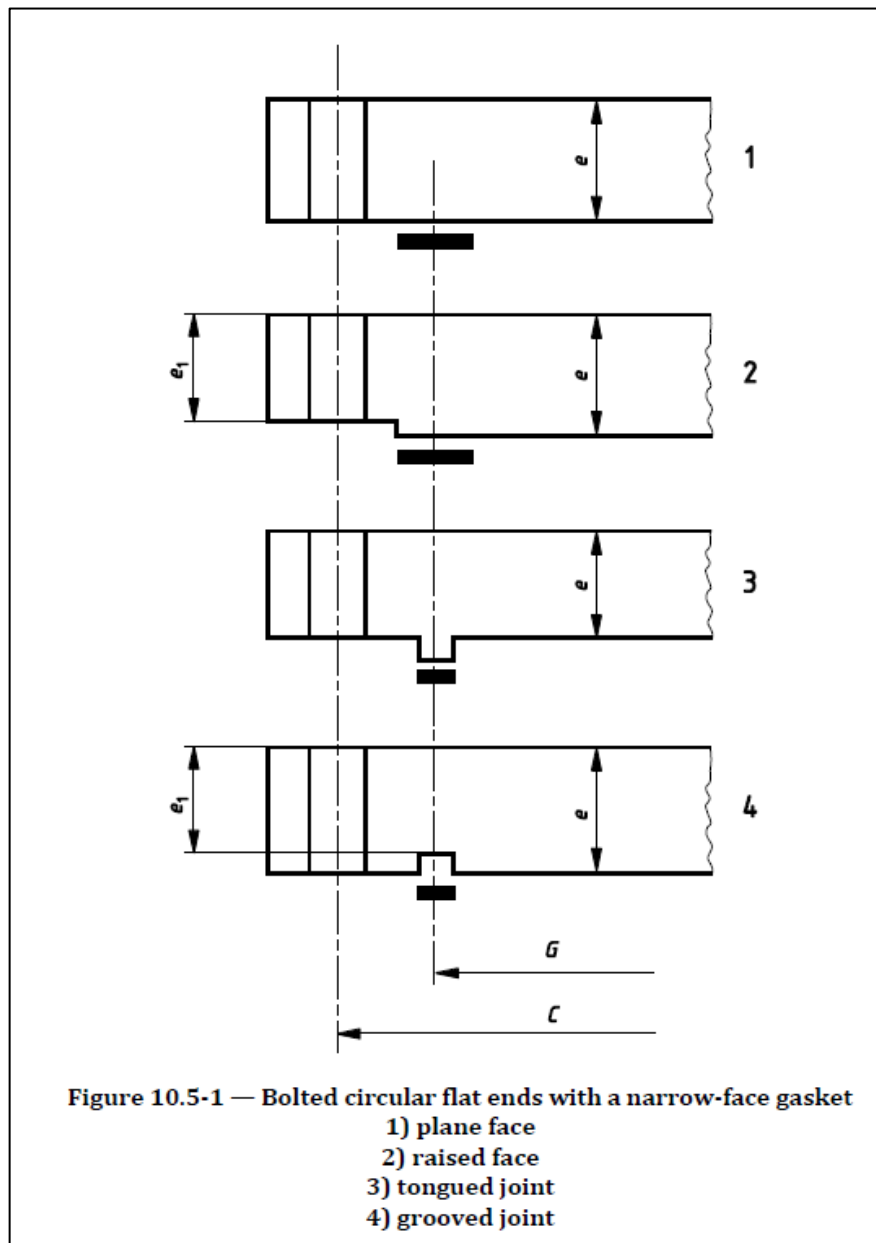 e
1
e₁
e
2
e
3
e₁
e
4
G
C
Figure 10.5-1 — Bolted circular flat ends with a narrow-face gasket
1) plane face
2) raised face
3) tongued joint
4) grooved joint